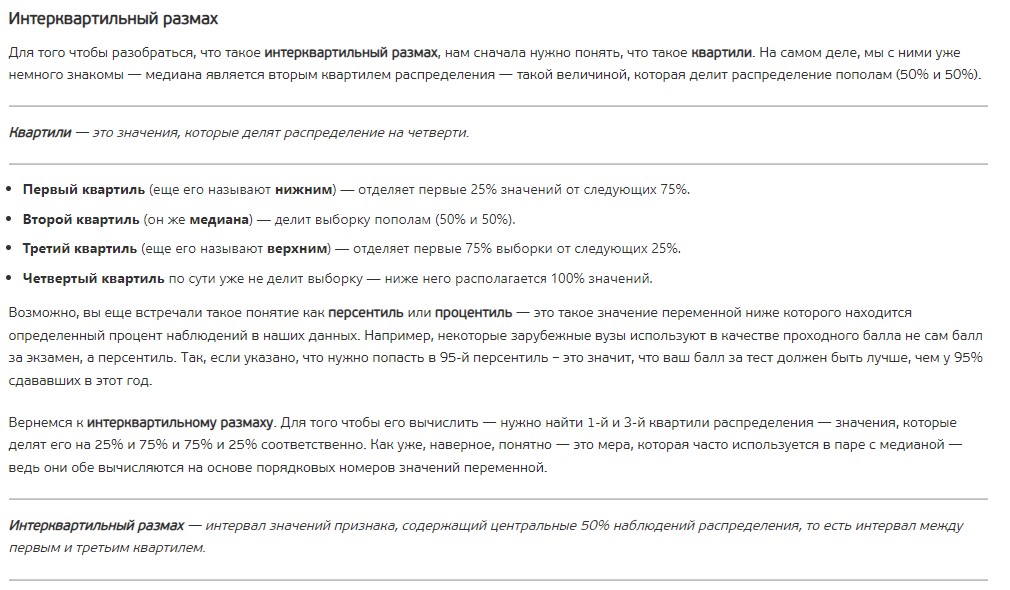 Интерквартильный размах
Для того чтобы разобраться, что такое интерквартильный размах, нам сначала нужно понять, что такое квартили. На самом деле, мы с ними уже
немного знакомы — медиана является вторым квартилем распределения — такой величиной, которая делит распределение пополам (50% и 50%).
Квартили — это значения, которые делят распределение на четверти.
• Первый квартиль (еще его называют нижним) — отделяет первые 25% значений от следующих 75%.
• Второй квартиль (он же медиана) — делит выборку пополам (50% и 50%).
• Третий квартиль (еще его называют верхним) — отделяет первые 75% выборки от следующих 25%.
• Четвертый квартиль по сути уже не делит выборку — ниже него располагается 100% значений.
Возможно, вы еще встречали такое понятие как персентиль или процентиль — это такое значение переменной ниже которого находится
определенный процент наблюдений в наших данных. Например, некоторые зарубежные вузы используют в качестве проходного балла не сам балл
за экзамен, а персентиль. Так, если указано, что нужно попасть в 95-й персентиль – это значит, что ваш балл за тест должен быть лучше, чем у 95%
сдававших в этот год.
Вернемся к интерквартильному размаху. Для того чтобы его вычислить — нужно найти 1-й и 3-й квартили распределения — значения, которые
делят его на 25% и 75% и 75% и 25% соответственно. Как уже, наверное, понятно — это мера, которая часто используется в паре с медианой —
ведь они обе вычисляются на основе порядковых номеров значений переменной.
Интерквартильный размах — интервал значений признака, содержащий центральные 50% наблюдений распределения, то есть интервал между
первым и третьим квартилем.